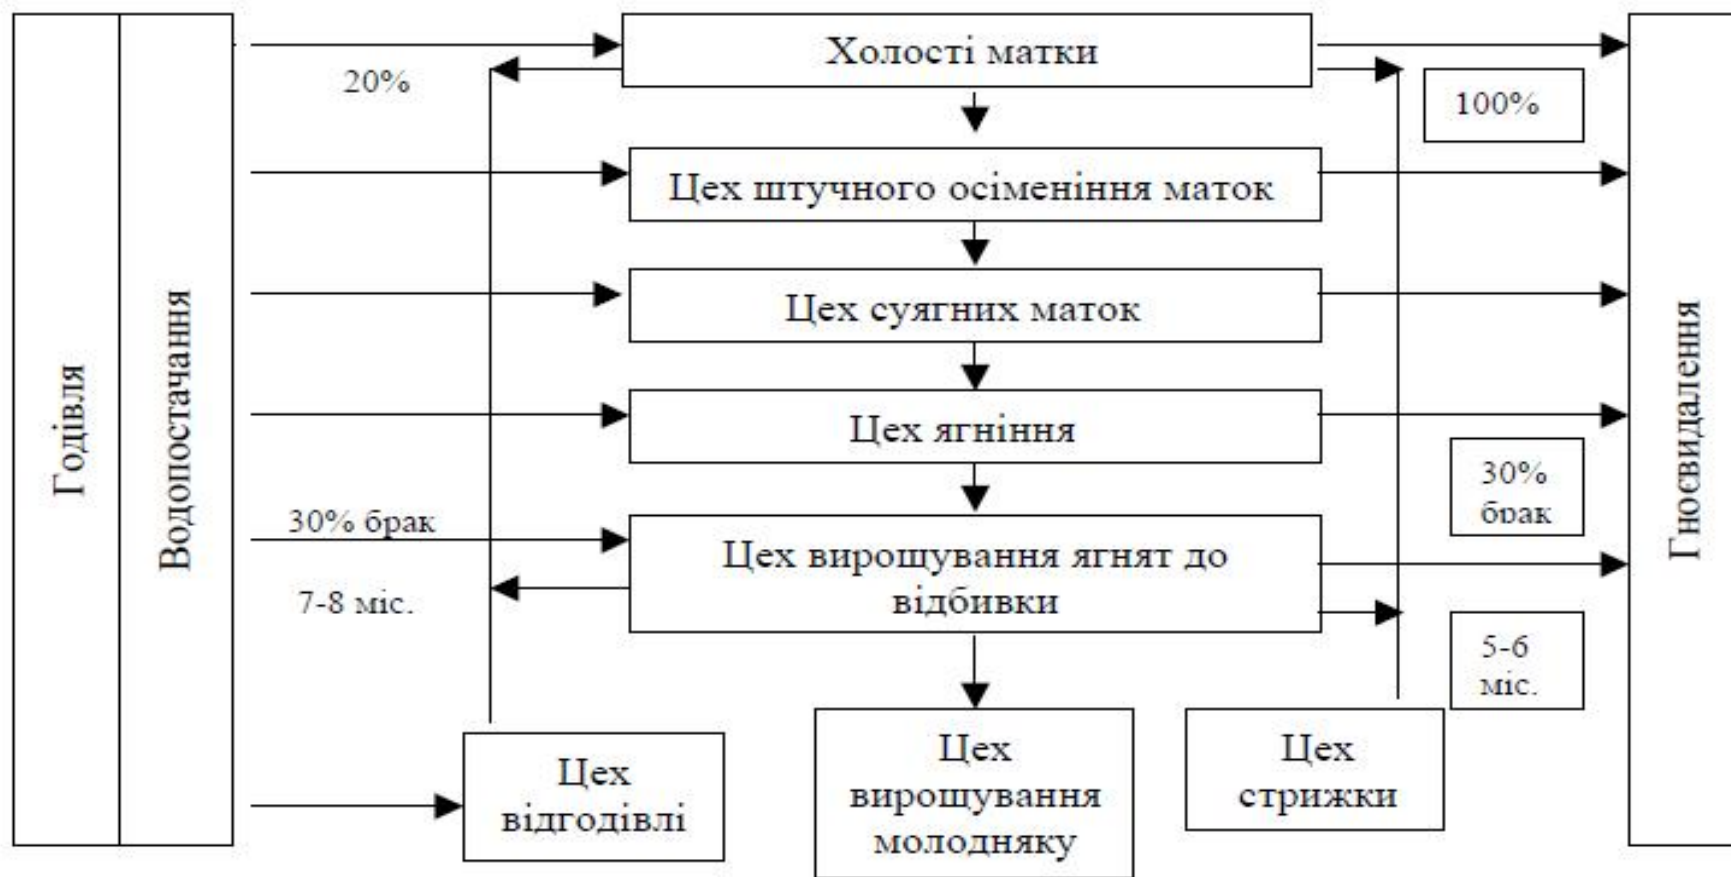 Годівля
Водопостачання
Холості матки
20%
100%
Цех штучного осіменіння маток
Цех суягних маток
Цех ягніння
30%
брак
30% брак
Цех вирощування ягнят до
відбивки
7-8 міс.
5-6
міс.
Цех
відгодівлі
Цех
вирощування
молодняку
Цех
стрижки
Гноєвидалення